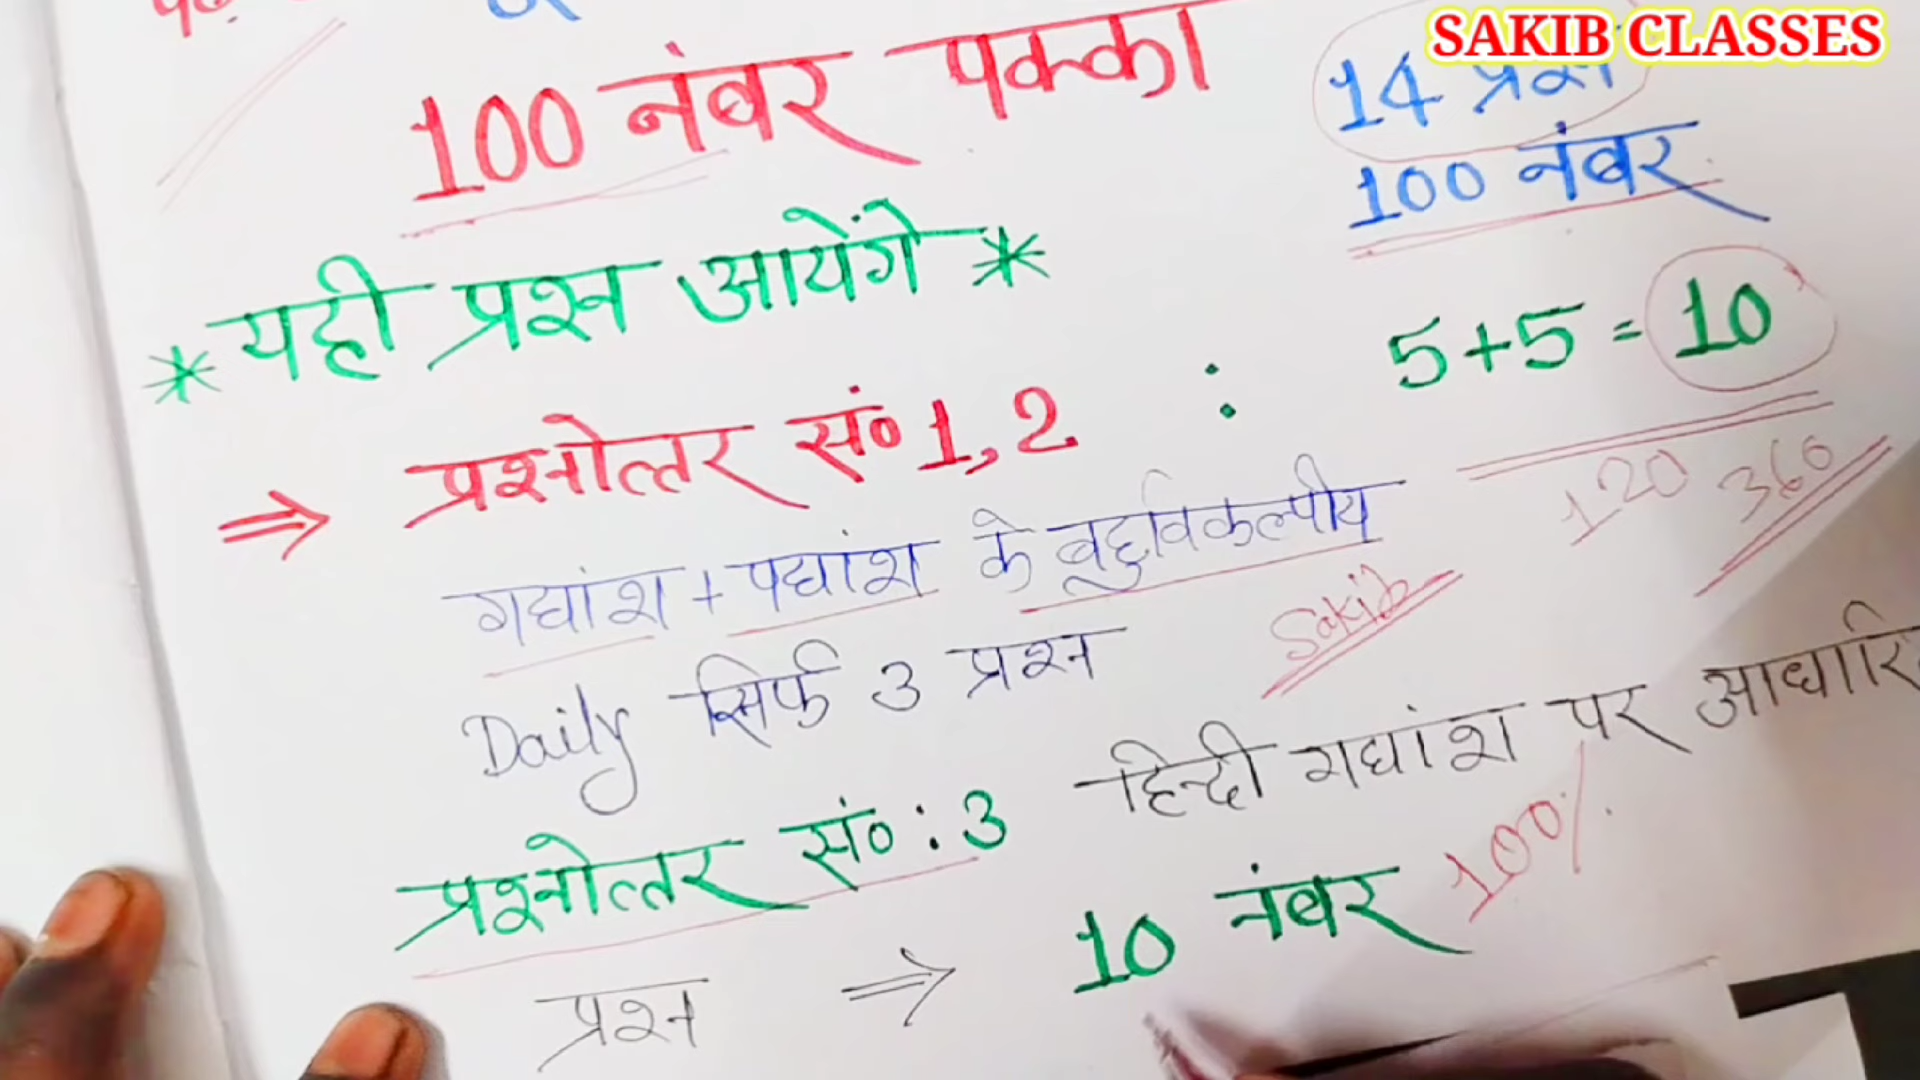 SAKIB CLASSES
100 नंबर पक्का
14 प्रश्न
100 नंबर
* यही प्रश्न आयेंगे *
5+5=10
⇒ प्रश्नोत्तर सं० 1,2 :
120 360
गद्यांश + पद्यांश के बहुविकल्पीय
Sakib
Daily सिर्फ 3 प्रश्न
प्रश्नोत्तर सं० : 3 हिन्दी गद्यांश पर
100%
प्रश्न ⇒ 10 नंबर